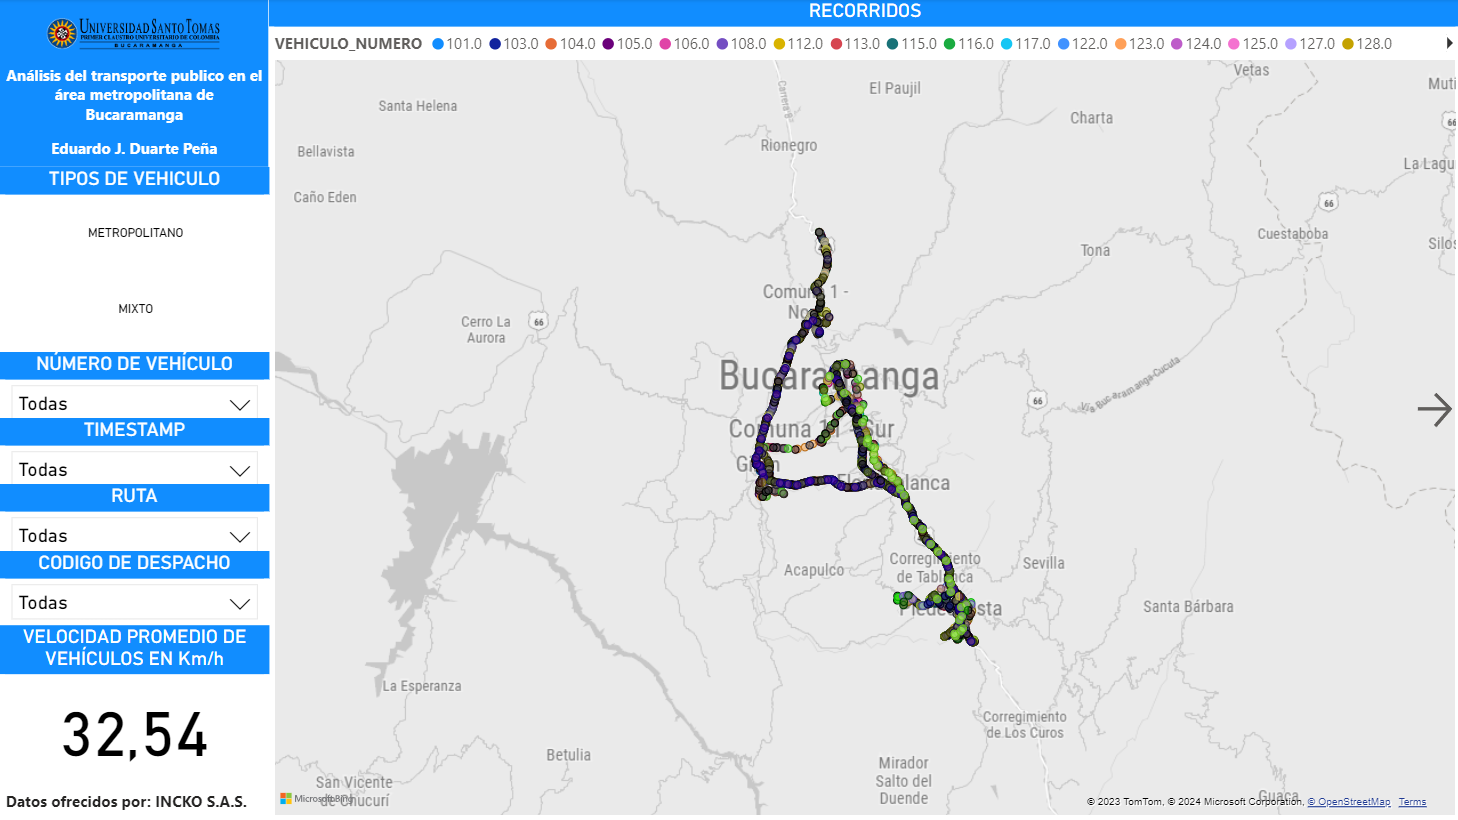 UNIVERSIDAD SANTO TOMAS
PRIMER CLAUSTRO UNIVERSITARIO DE COLOMBIA
BUCARAMANGA
Análisis del transporte publico en el
área metropolitana de
Bucaramanga
Eduardo J. Duarte Peña
TIPOS DE VEHICULO
METROPOLITANO
MIXTO
NÚMERO DE VEHÍCULO
Todas
TIMESTAMP
Todas
RUTA
Todas
CODIGO DE DESPACHO
Todas
VELOCIDAD PROMEDIO DE
VEHÍCULOS EN Km/h
32,54
Datos ofrecidos por: INCKO S.A.S.
RECORRIDOS
VEHICULO_NUMERO 101.0 103.0 104.0 105.0 106.0 108.0 112.0 113.0 115.0 116.0 117.0 122.0 123.0 124.0 125.0 127.0 128.0
Vetas
El Paujil
Muti
Santa Helena
Carrera 8
Charta
66
Rionegro
Bellavista
La Lagu
Caño Eden
66
Cuestaboba
Silos
Tona
Comuna 1 -
No
Cerro La
Aurora
66
Bucaramanga
66
Vía Bucaramanga-Cucuta
Comuna 11 - Sur
G
n
Floridablanca
Corregimiento
de Tablanca
Acapulco
Sevilla
Piedecuesta
Santa Bárbara
La Esperanza
Corregimiento
de Los Curos
Betulia
Mirador
Salto del
Duende
San Vicente
de Chucurí
Microsoft Bing
Guaca
© 2023 TomTom, © 2024 Microsoft Corporation, © OpenStreetMap Terms